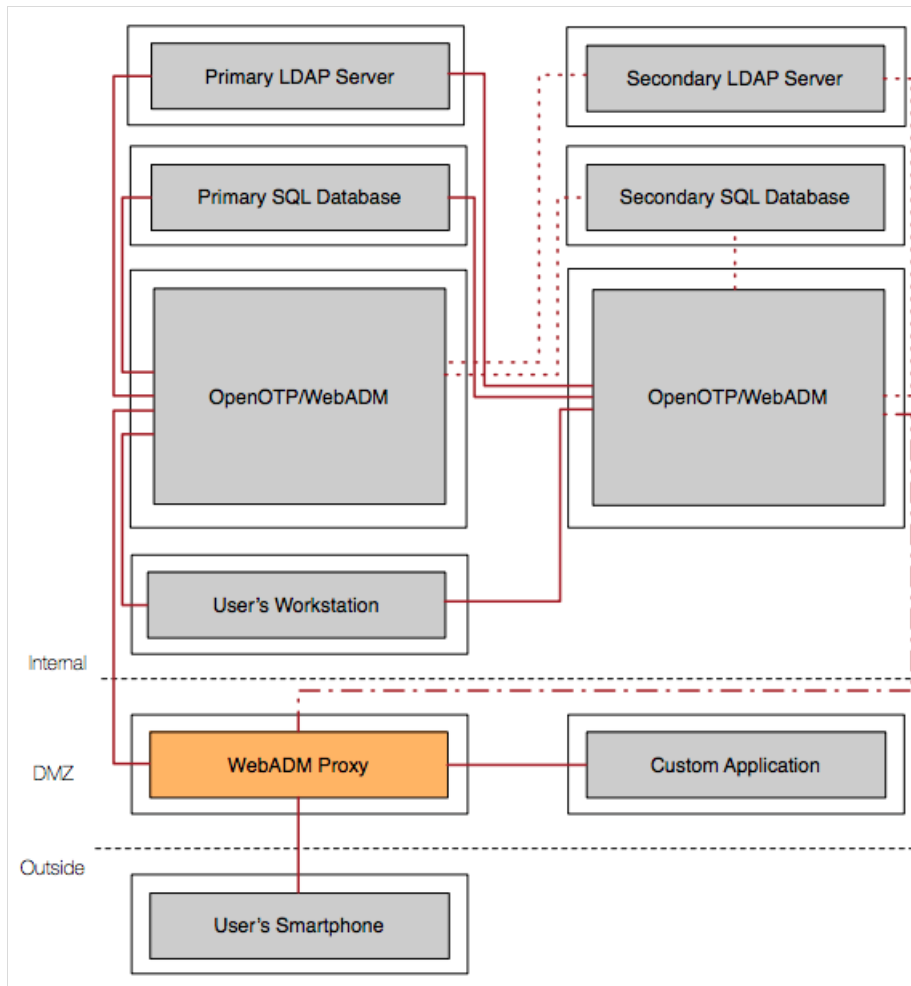 Primary LDAP Server
Secondary LDAP Server
Primary SQL Database
Secondary SQL Database
OpenOTP/WebADM
OpenOTP/WebADM
User's Workstation
Internal
WebADM Proxy
Custom Application
DMZ
Outside
User's Smartphone